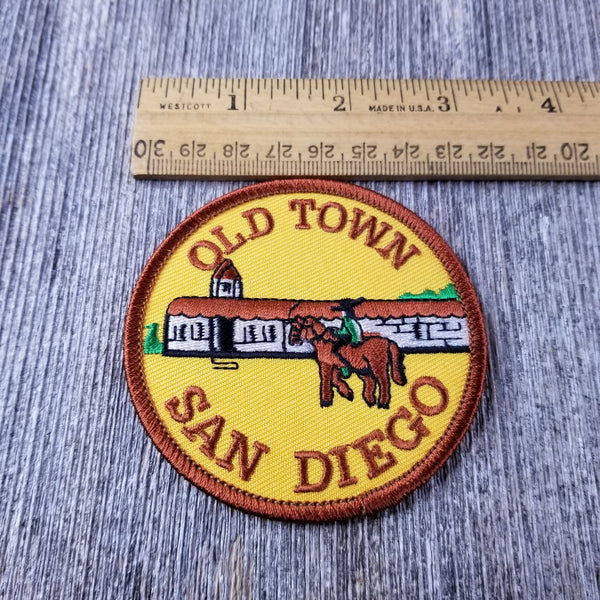 WESTCOTT 1 2 MADE IN U.S.A. 3 4
30 29 28 27 26 25 24 23 22 21 20
OLD TOWN
SAN DIEGO